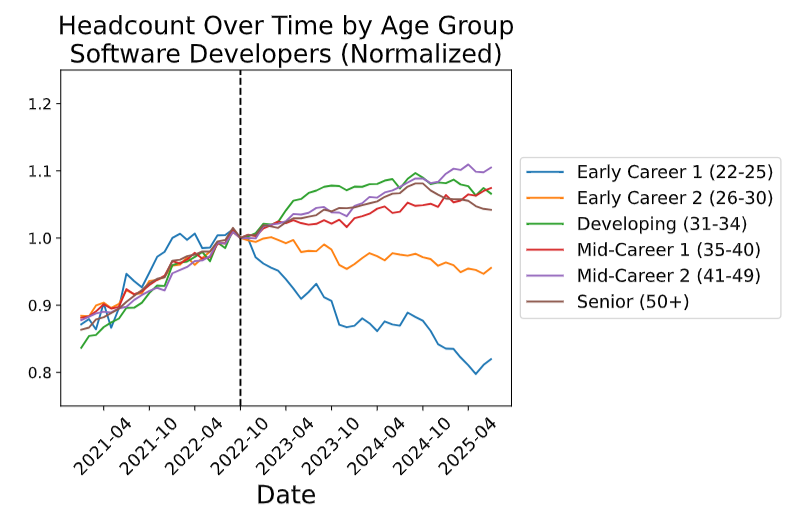 Headcount Over Time by Age Group
Software Developers (Normalized)
1.2
1.1
1.0
0.9
0.8
2021-04
2021-10
2022-04
2022-10
2023-04
2023-10
2024-04
2024-10
2025-04
Date
Early Career 1 (22-25)
Early Career 2 (26-30)
Developing (31-34)
Mid-Career 1 (35-40)
Mid-Career 2 (41-49)
Senior (50+)